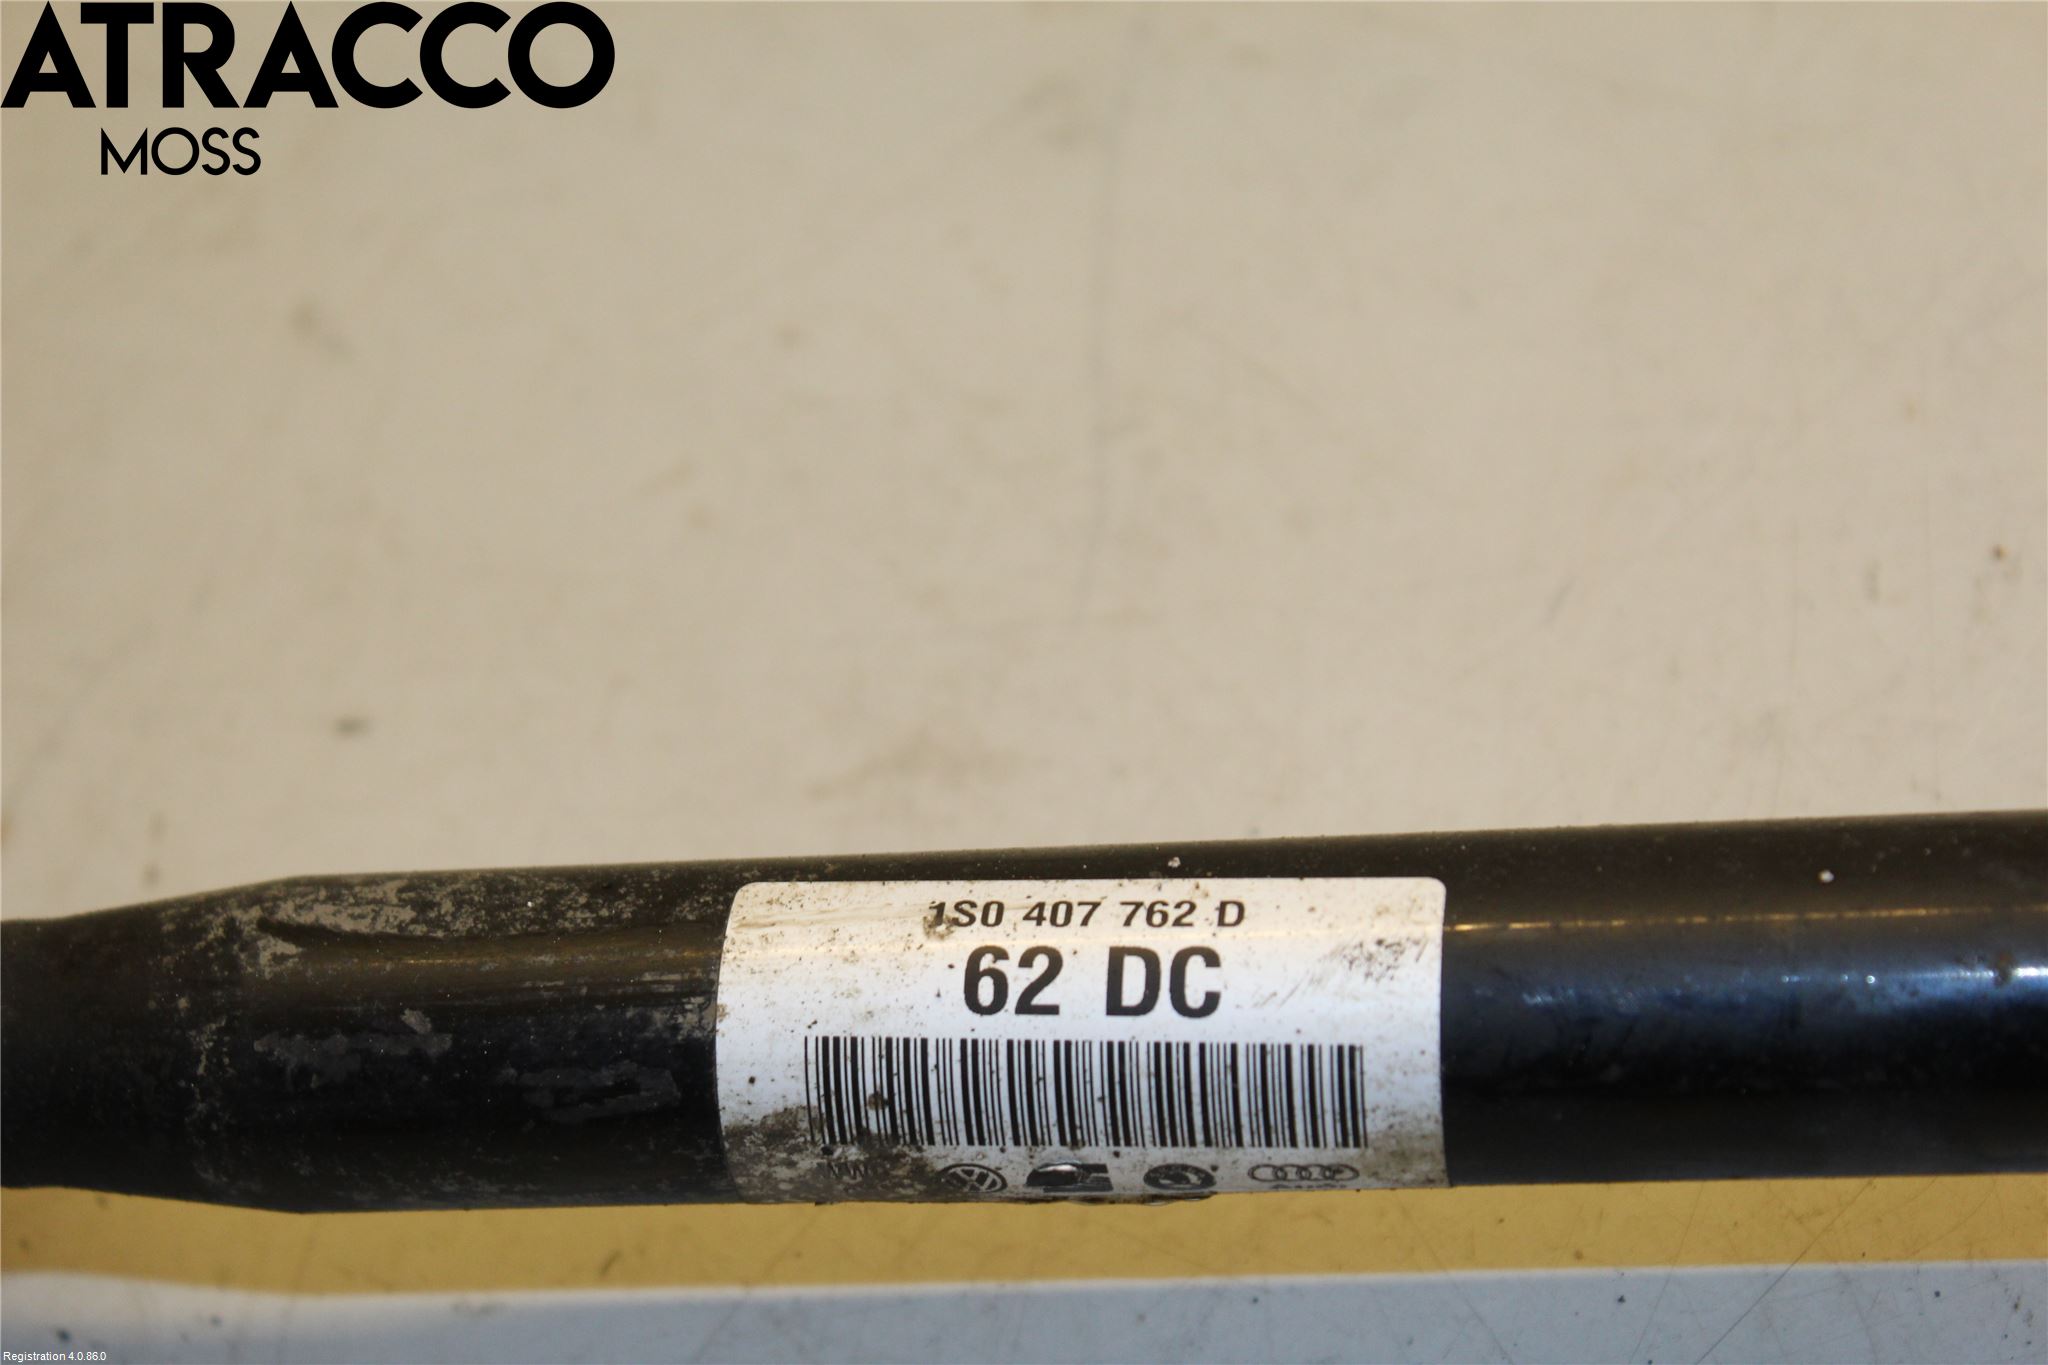 ATRACCO
MOSS
1S0 407 762 D
62 DC
Registration 4.0.86.0